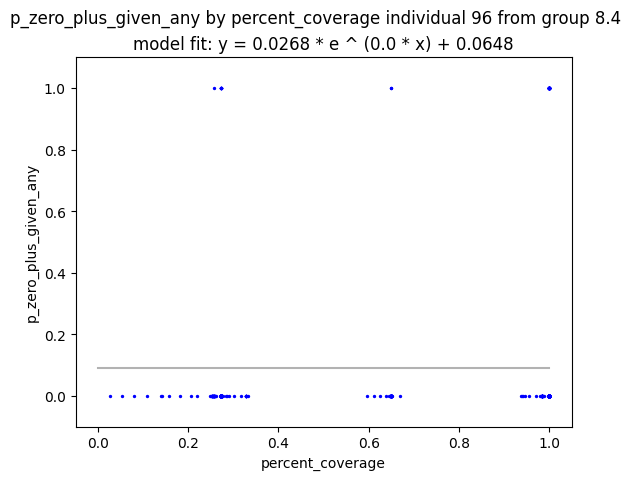 p_zero_plus_given_any by percent_coverage individual 96 from group 8.4
model fit: y = 0.0268 * e ^ (0.0 * x) + 0.0648
p_zero_plus_given_any
1.0
0.8
0.6
0.4
0.2
0.0
0.0 0.2 0.4 0.6 0.8 1.0
percent_coverage